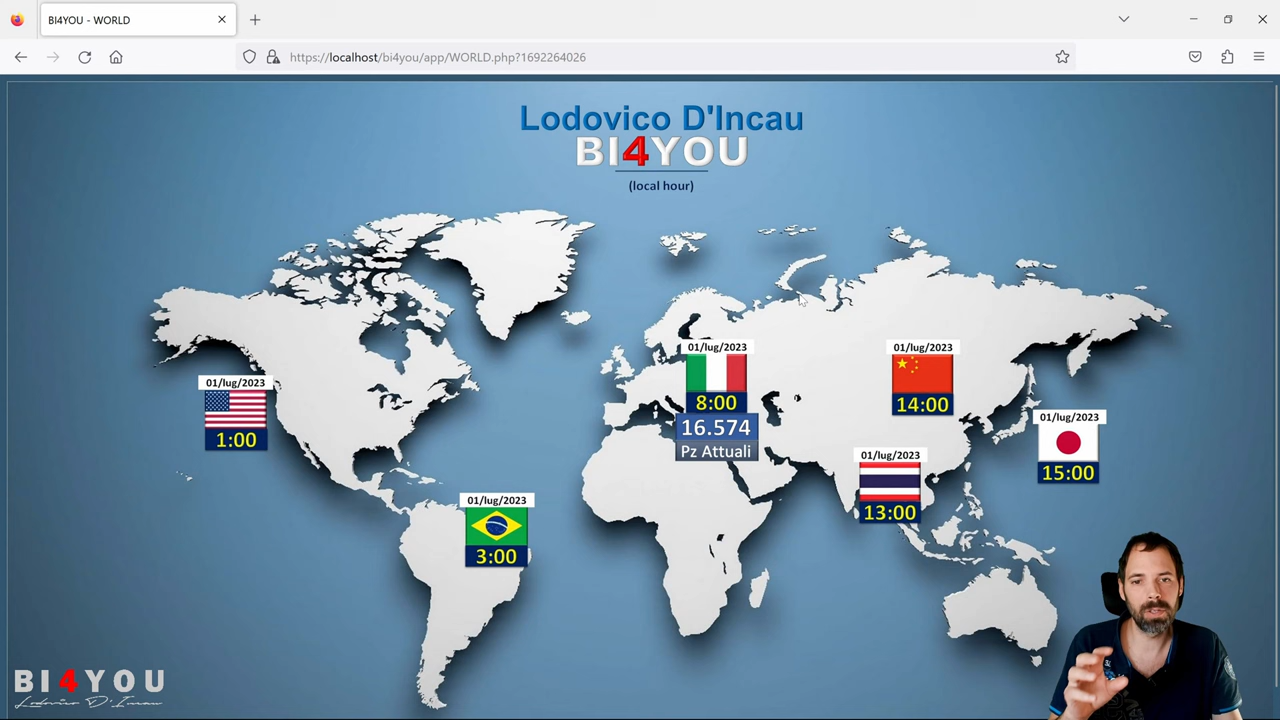 BI4YOU - WORLD
https://localhost/bi4you/app/WORLD.php?1692264026
Lodovico D'Incau
BI4YOU
(local hour)
01/lug/2023
8:00
16.574
Pz Attuali
01/lug/2023
14:00
01/lug/2023
1:00
01/lug/2023
15:00
01/lug/2023
13:00
01/lug/2023
3:00
BI4YOU
Lodovico D'Incau